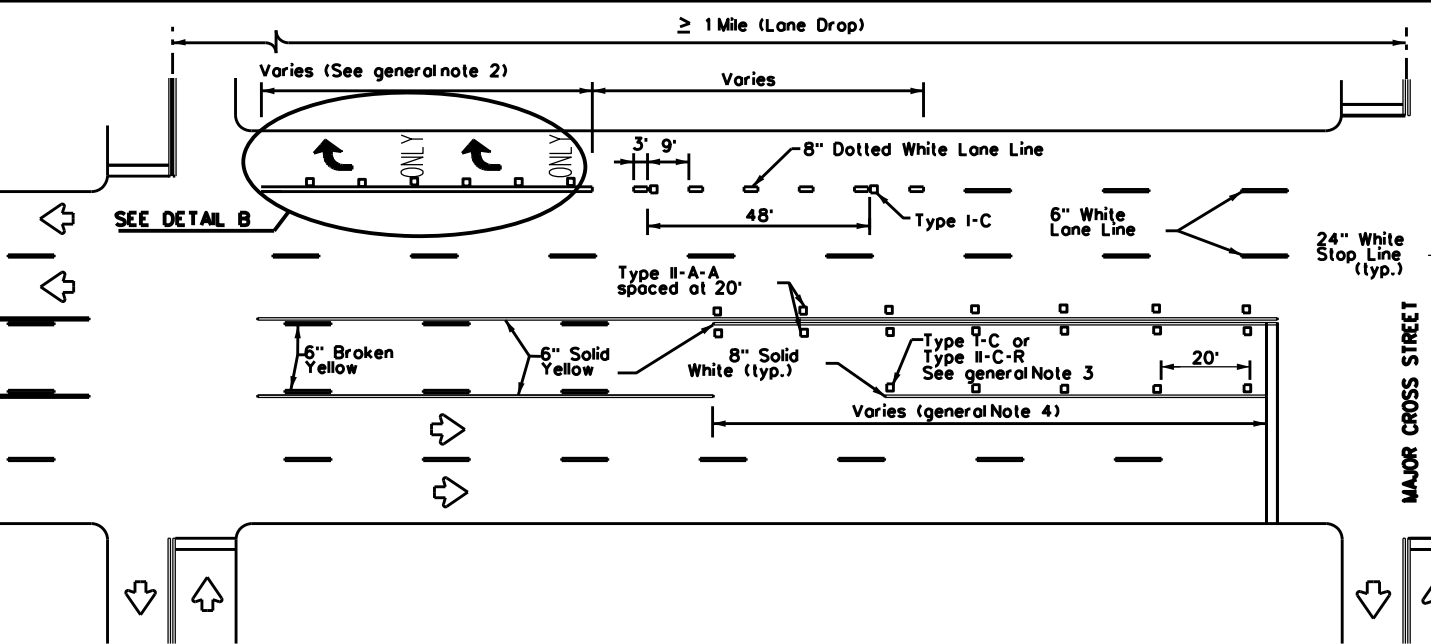 ≥ 1 Mile (Lane Drop)
Varies (See general note 2)
Varies
ONLY
ONLY
3'
9'
8" Dotted White Lane Line
SEE DETAIL B
48'
Type I-C
6" White
Lane Line
24" White
Stop Line
(typ.)
Type II-A-A
spaced at 20'
6" Broken
Yellow
6" Solid
Yellow
8" Solid
White (typ.)
Type I-C or
Type II-C-R
See general Note 3
20'
Varies (general Note 4)
MAJOR CROSS STREET